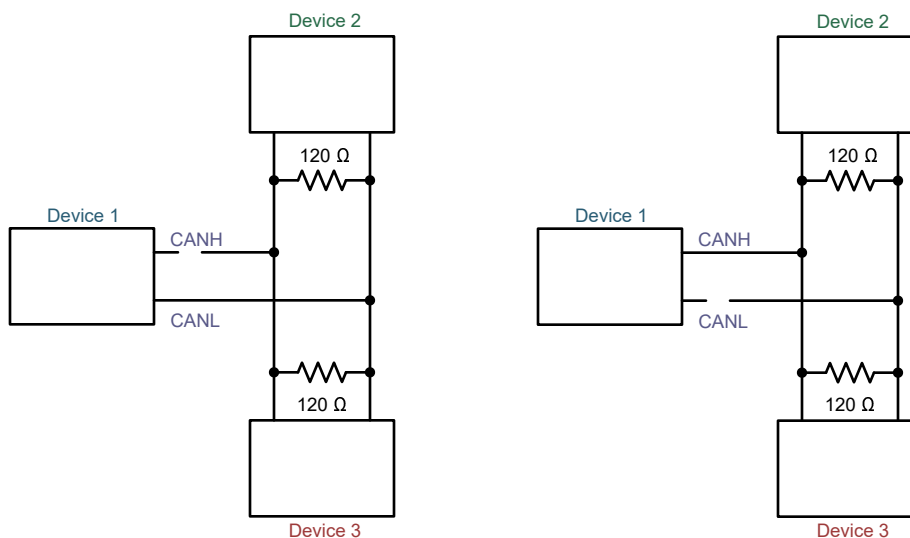 Device 2
120 Ω
Device 1
CANH
CANL
120 Ω
Device 3
Device 2
120 Ω
Device 1
CANH
CANL
120 Ω
Device 3